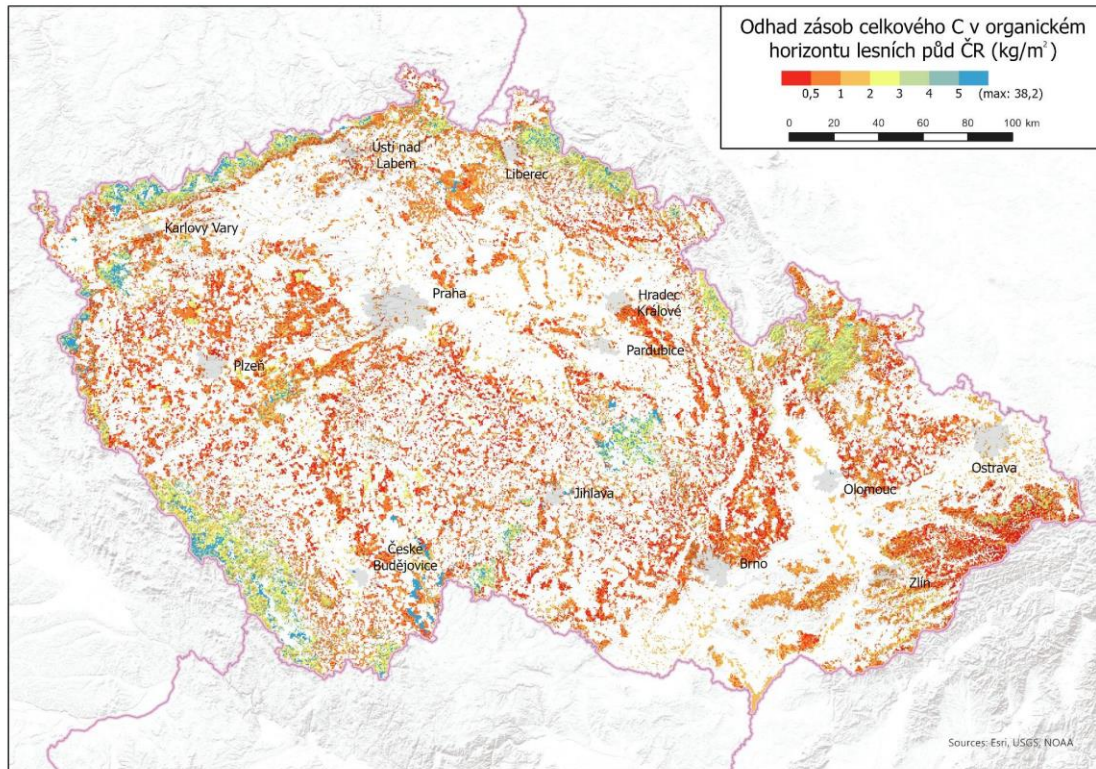 Odhad zásob celkového C v organickém
horizontu lesních půd ČR (kg/m²)
0,5 1 2 3 4 5 (max: 38,2)
0 20 40 60 80 100 km
Ústí nad
Labem
Liberec
Karlovy Vary
Praha
Hradec
Králové
Pardubice
Plzeň
Ostrava
Olomouc
Jihlava
České
Budějovice
Brno
Zlín
Sources: Esri, USGS, NOAA